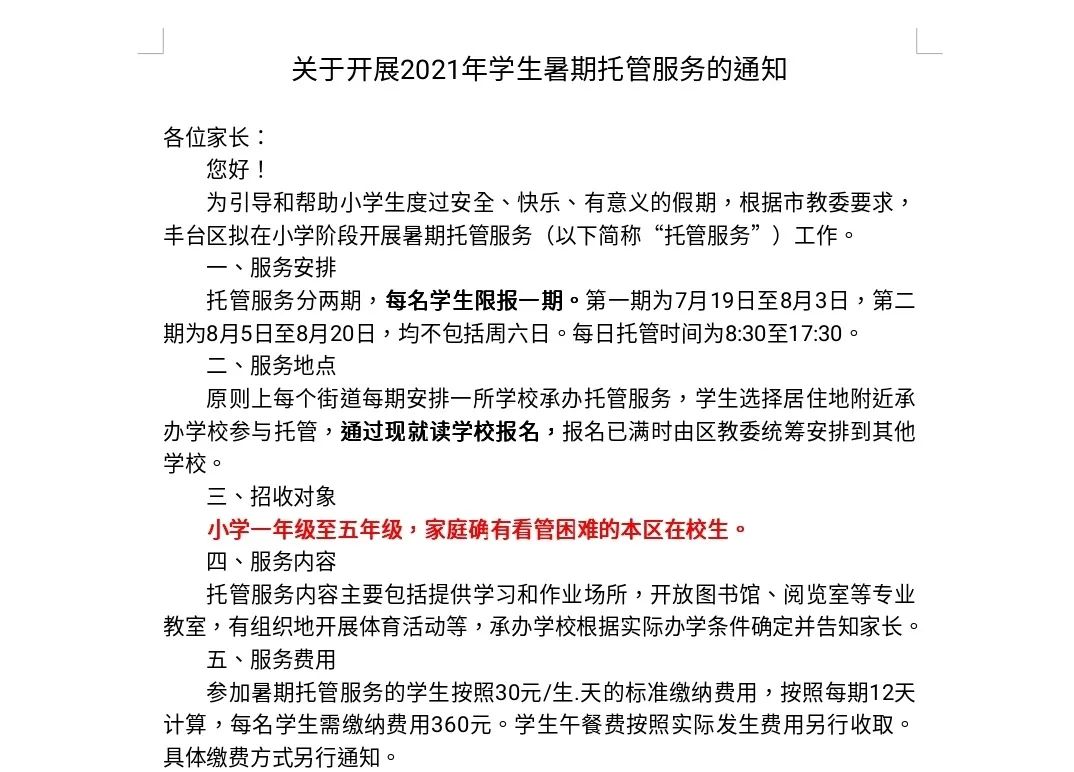 关于开展2021年学生暑期托管服务的通知
各位家长：
您好！
为引导和帮助小学生度过安全、快乐、有意义的假期，根据市教委要求，
丰台区拟在小学阶段开展暑期托管服务（以下简称“托管服务”）工作。
一、服务安排
托管服务分两期，每名学生限报一期。第一期为7月19日至8月3日，第二
期为8月5日至8月20日，均不包括周六日。每日托管时间为8:30至17:30。
二、服务地点
原则上每个街道每期安排一所学校承办托管服务，学生选择居住地附近承
办学校参与托管，通过现就读学校报名，报名已满时由区教委统筹安排到其他
学校。
三、招收对象
小学一年级至五年级，家庭确有看管困难的本区在校生。
四、服务内容
托管服务内容主要包括提供学习和作业场所，开放图书馆、阅览室等专业
教室，有组织地开展体育活动等，承办学校根据实际办学条件确定并告知家长。
五、服务费用
参加暑期托管服务的学生按照30元/生.天的标准缴纳费用，按照每期12天
计算，每名学生需缴纳费用360元。学生午餐费按照实际发生费用另行收取。
具体缴费方式另行通知。